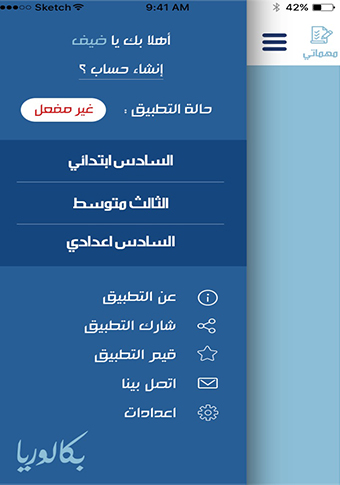 Sketch 9:41 AM 42%
مهماتي
أهلا بك يا ضيف
إنشاء حساب ؟
حالة التطبيق : غير مفعل
السادس ابتدائي
الثالث متوسط
السادس اعدادي
عن التطبيق
شارك التطبيق
قيم التطبيق
اتصل بينا
اعدادات
بكالوريا